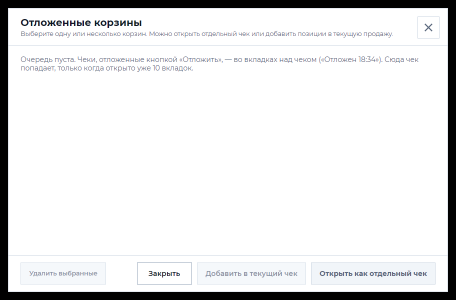 Отложенные корзины
Выберите одну или несколько корзин. Можно открыть отдельный чек или добавить позиции в текущую продажу.
Очередь пуста. Чеки, отложенные кнопкой «Отложить», — во вкладках над чеком («Отложен 18:34»). Сюда чек
попадает, только когда открыто уже 10 вкладок.
Удалить выбранные
Закрыть
Добавить в текущий чек
Открыть как отдельный чек